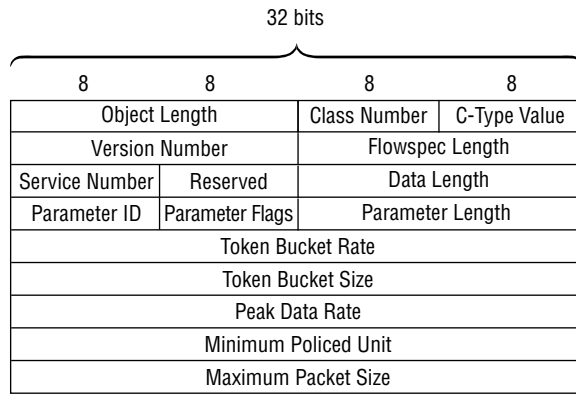 32 bits
8 8 8 8
Object Length Class Number C-Type Value
Version Number Flowspec Length
Service Number Reserved Data Length
Parameter ID Parameter Flags Parameter Length
Token Bucket Rate
Token Bucket Size
Peak Data Rate
Minimum Policed Unit
Maximum Packet Size